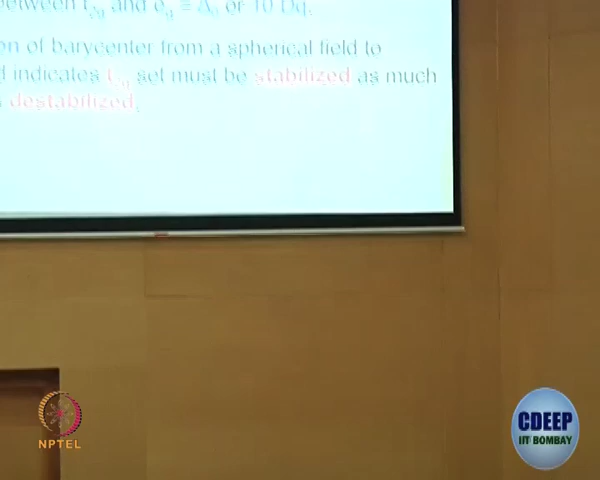 between t2g and eg ≡ Δ0 or 10 Dq.
on of barycenter from a spherical field to
d indicates t2g set must be stabilized as much
s destabilized.
NPTEL
CDEEP
IIT BOMBAY